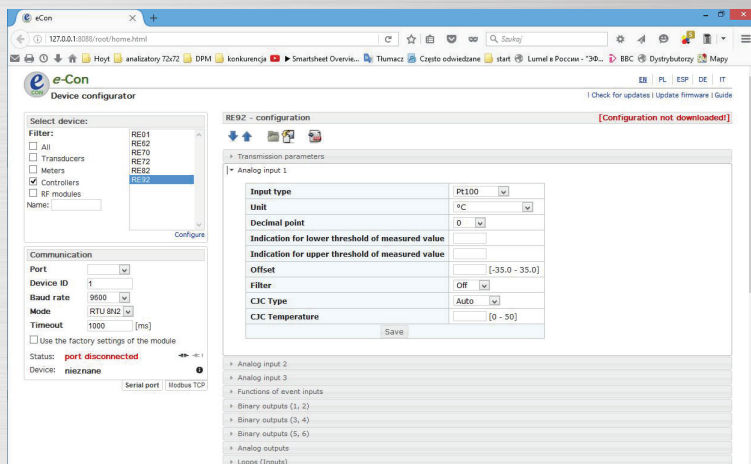 eCon
127.0.0.1:8088/root/home.html
Szukaj
Hoyt
analizatory 72x72
DPM
konkurencja
Smartsheet Overvie...
Tłumacz
Często odwiedzane
start
Lumel в России - "ЭФ...
BBC
Dystrybutorzy
Mapy
e
CON
e-Con
Device configurator
EN | PL | ESP | DE | IT
| Check for updates | Update firmware | Guide
Select device:
Filter:
All
Transducers
Meters
Controllers
RF modules
Name:
RE01
RE62
RE70
RE72
RE82
RE92
Configure
Communication
Port
Device ID 1
Baud rate 9600
Mode RTU 8N2
Timeout 1000 [ms]
Use the factory settings of the module
Status: port disconnected
Device: nieznane
Serial port Modbus TCP
RE92 - configuration
[Configuration not downloaded!]
Transmission parameters
Analog input 1
Input type Pt100
Unit °C
Decimal point 0
Indication for lower threshold of measured value
Indication for upper threshold of measured value
Offset [-35.0 - 35.0]
Filter Off
CJC Type Auto
CJC Temperature [0 - 50]
Save
Analog input 2
Analog input 3
Functions of event inputs
Binary outputs (1, 2)
Binary outputs (3, 4)
Binary outputs (5, 6)
Analog outputs
Loops (Inputs)